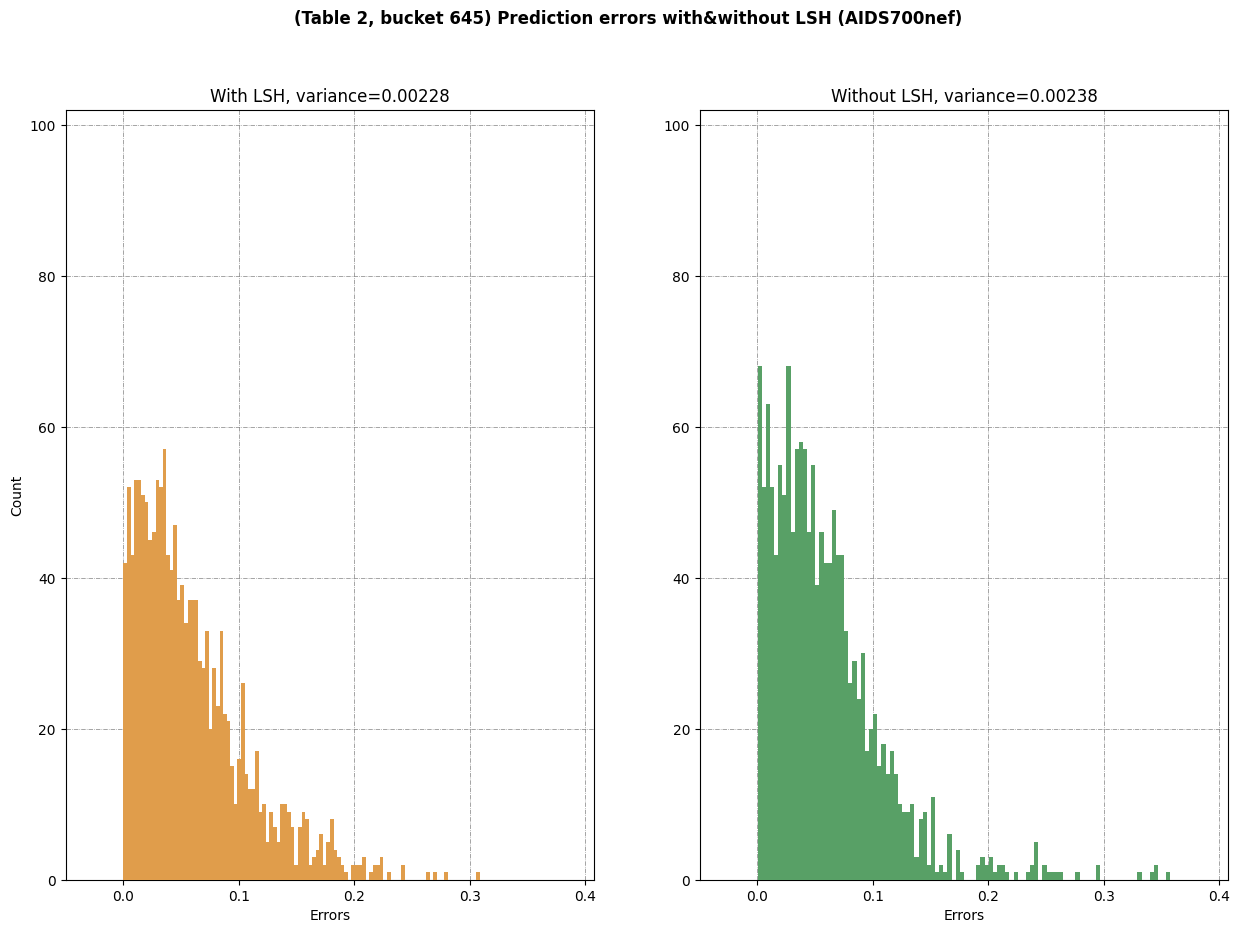 (Table 2, bucket 645) Prediction errors with&without LSH (AIDS700nef)
With LSH, variance=0.00228
100
80
60
40
20
0
Count
0.0 0.1 0.2 0.3 0.4
Errors
Without LSH, variance=0.00238
100
80
60
40
20
0
0.0 0.1 0.2 0.3 0.4
Errors